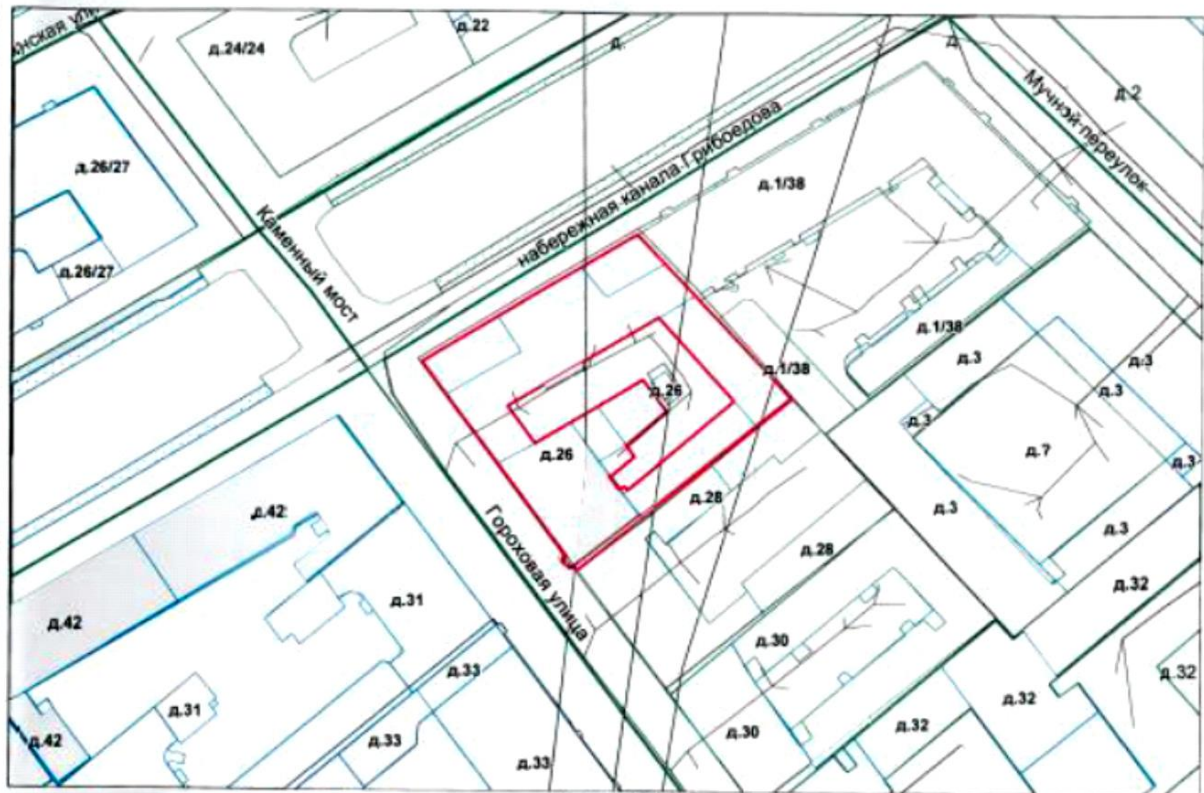 д.24/24
д.22
д.
д.
д.2
Мучной переулок
д.26/27
Каменный мост
набережная канала Грибоедова
д.1/38
д.26/27
д.1/38
д.1/38
д.3
д.3
д.3
д.26
д.26
д.3
д.7
д.3
д.28
д.3
д.3
д.42
Гороховая улица
д.28
д.32
д.31
д.42
д.30
д.33
д.32
д.32
д.31
д.42
д.33
д.30
д.32
д.33